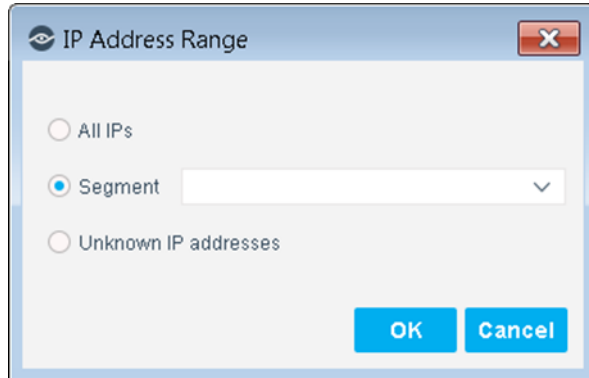 IP Address Range
All IPs
Segment
Unknown IP addresses
OK Cancel